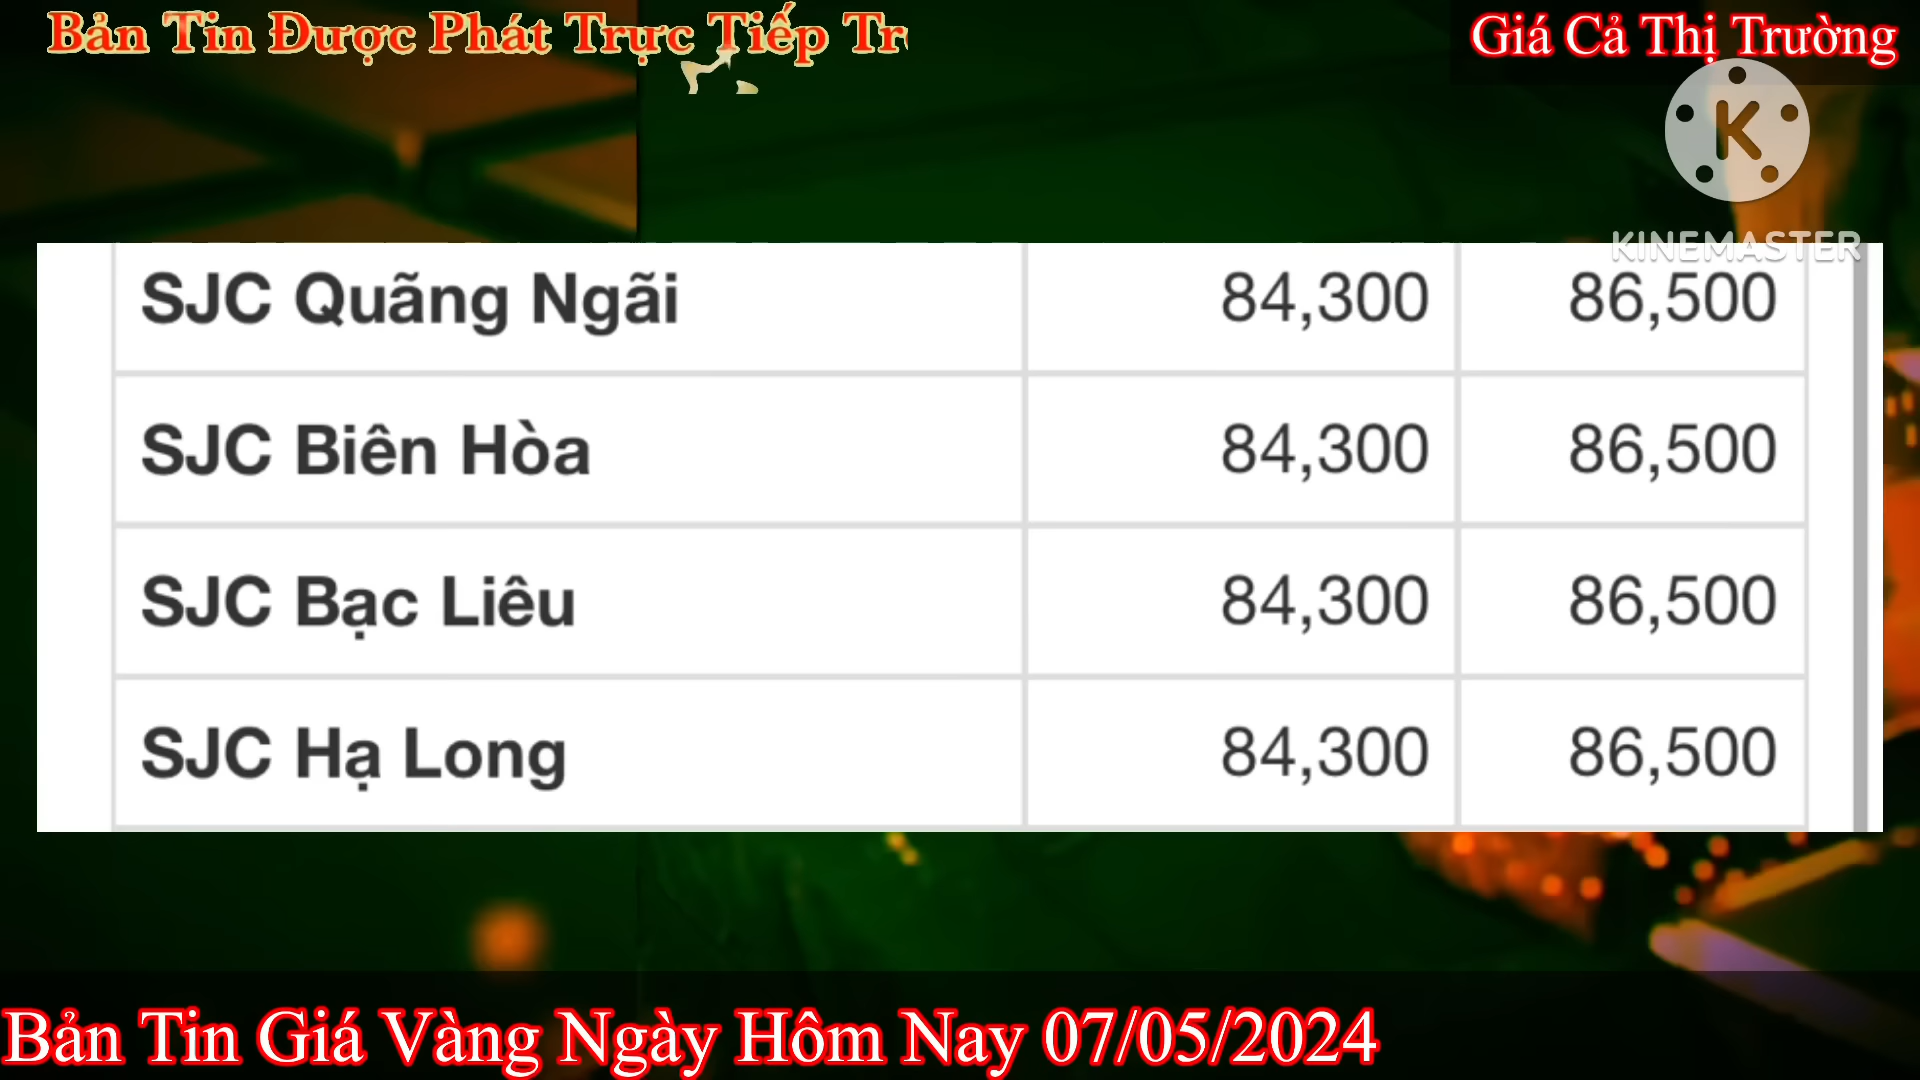 Bản Tin Được Phát Trực Tiếp
Giá Cả Thị Trường
K
KINEMASTER
SJC Quãng Ngãi 84,300 86,500
SJC Biên Hòa 84,300 86,500
SJC Bạc Liêu 84,300 86,500
SJC Hạ Long 84,300 86,500
Bản Tin Giá Vàng Ngày Hôm Nay 07/05/2024